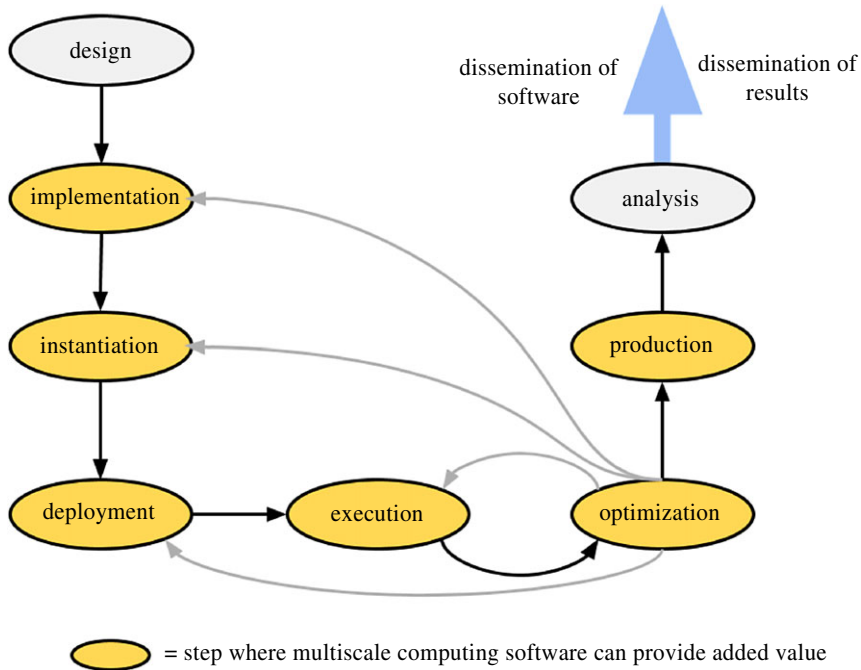 design
dissemination of
software
dissemination of
results
implementation
analysis
instantiation
production
deployment
execution
optimization
= step where multiscale computing software can provide added value